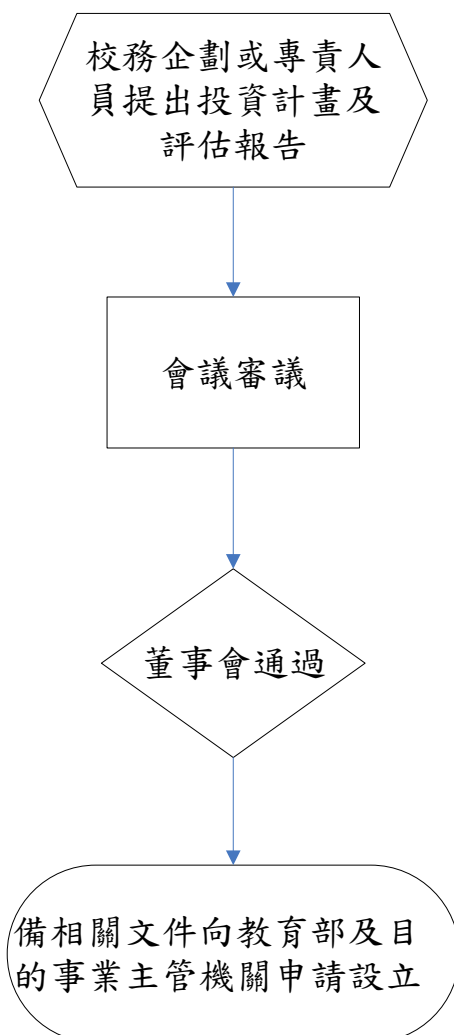 校務企劃或專責人
員提出投資計畫及
評估報告
會議審議
董事會通過
備相關文件向教育部及目
的事業主管機關申請設立